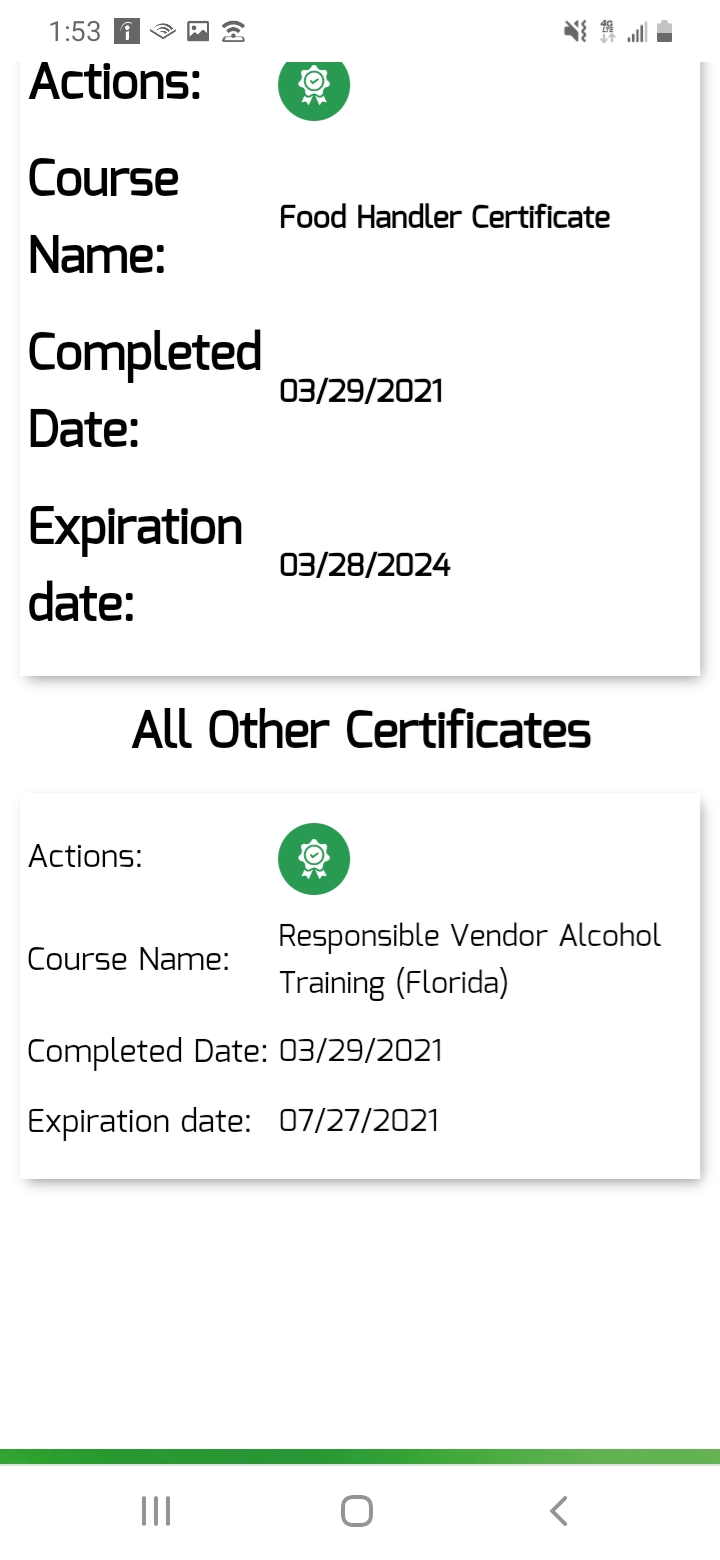 1:53
4G
LTE
Actions:
Course
Name:
Food Handler Certificate
Completed
Date:
03/29/2021
Expiration
date:
03/28/2024
All Other Certificates
Actions:
Course Name:
Responsible Vendor Alcohol
Training (Florida)
Completed Date: 03/29/2021
Expiration date: 07/27/2021